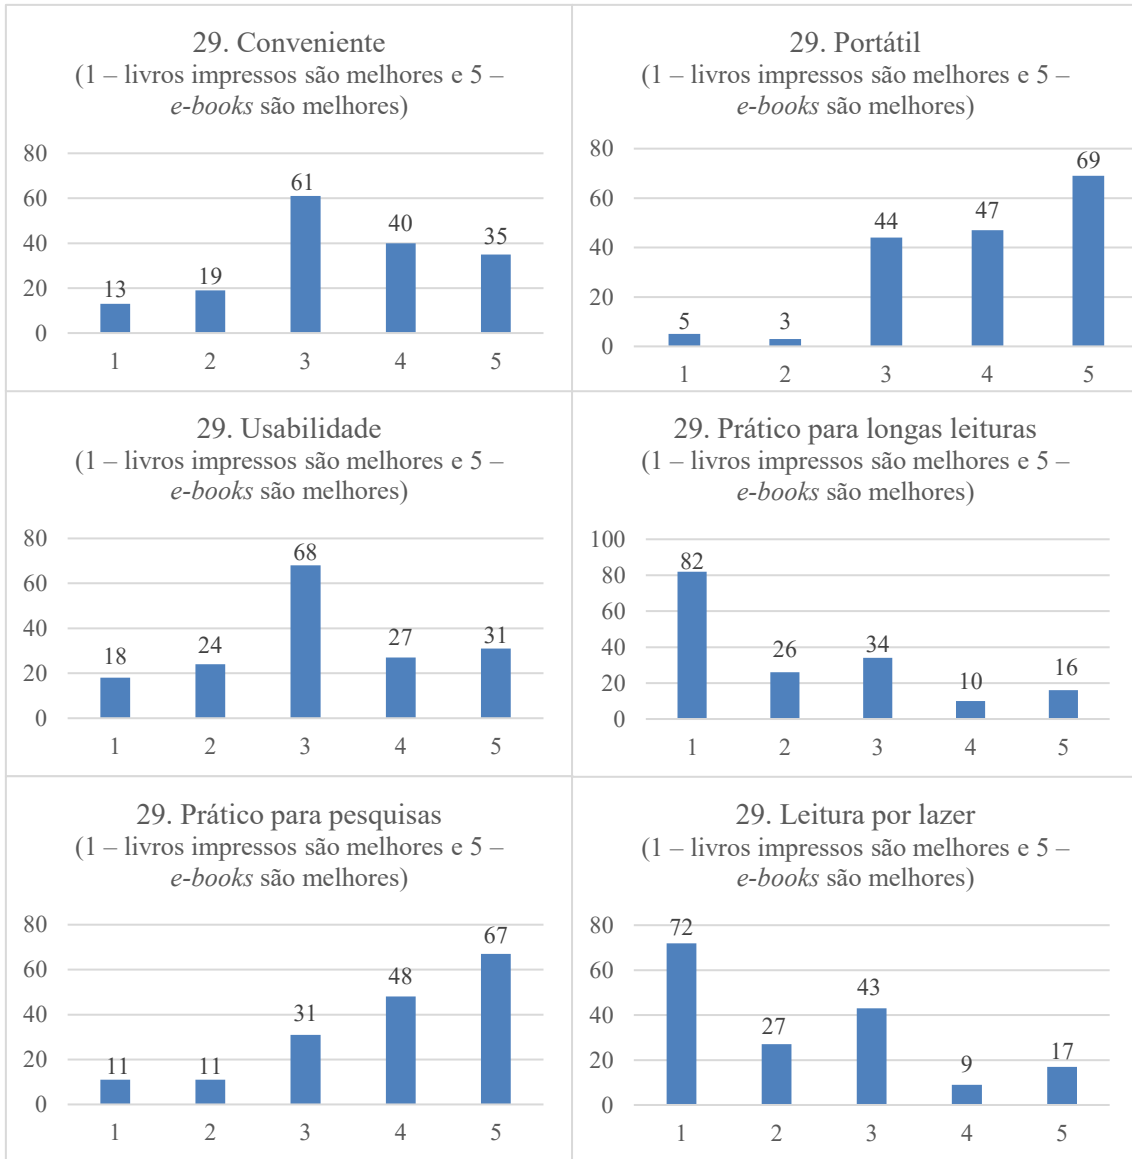 29. Conveniente
(1 – livros impressos são melhores e 5 –
e-books são melhores)
80
60
40
20
0
13
19
61
40
35
1 2 3 4 5
29. Portátil
(1 – livros impressos são melhores e 5 –
e-books são melhores)
80
60
40
20
0
5
3
44
47
69
1 2 3 4 5
29. Usabilidade
(1 – livros impressos são melhores e 5 –
e-books são melhores)
80
60
40
20
0
18
24
68
27
31
1 2 3 4 5
29. Prático para longas leituras
(1 – livros impressos são melhores e 5 –
e-books são melhores)
100
80
60
40
20
0
82
26
34
10
16
1 2 3 4 5
29. Prático para pesquisas
(1 – livros impressos são melhores e 5 –
e-books são melhores)
80
60
40
20
0
11
11
31
48
67
1 2 3 4 5
29. Leitura por lazer
(1 – livros impressos são melhores e 5 –
e-books são melhores)
80
60
40
20
0
72
27
43
9
17
1 2 3 4 5